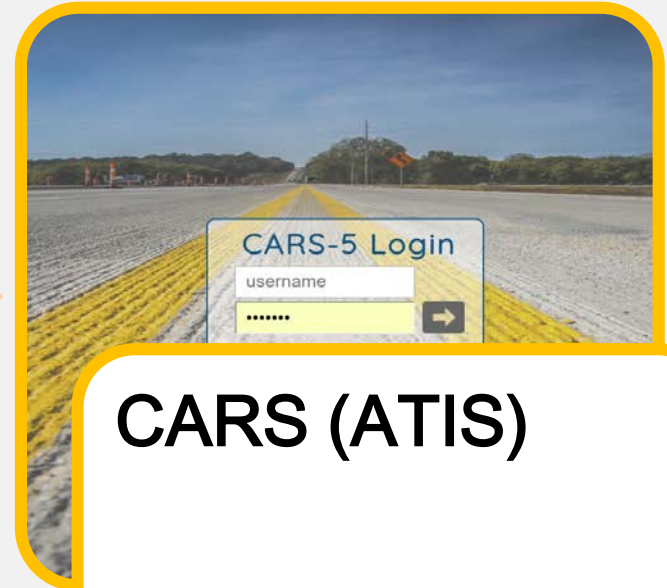 CARS-5 Login
username
•••••••
CARS (ATIS)